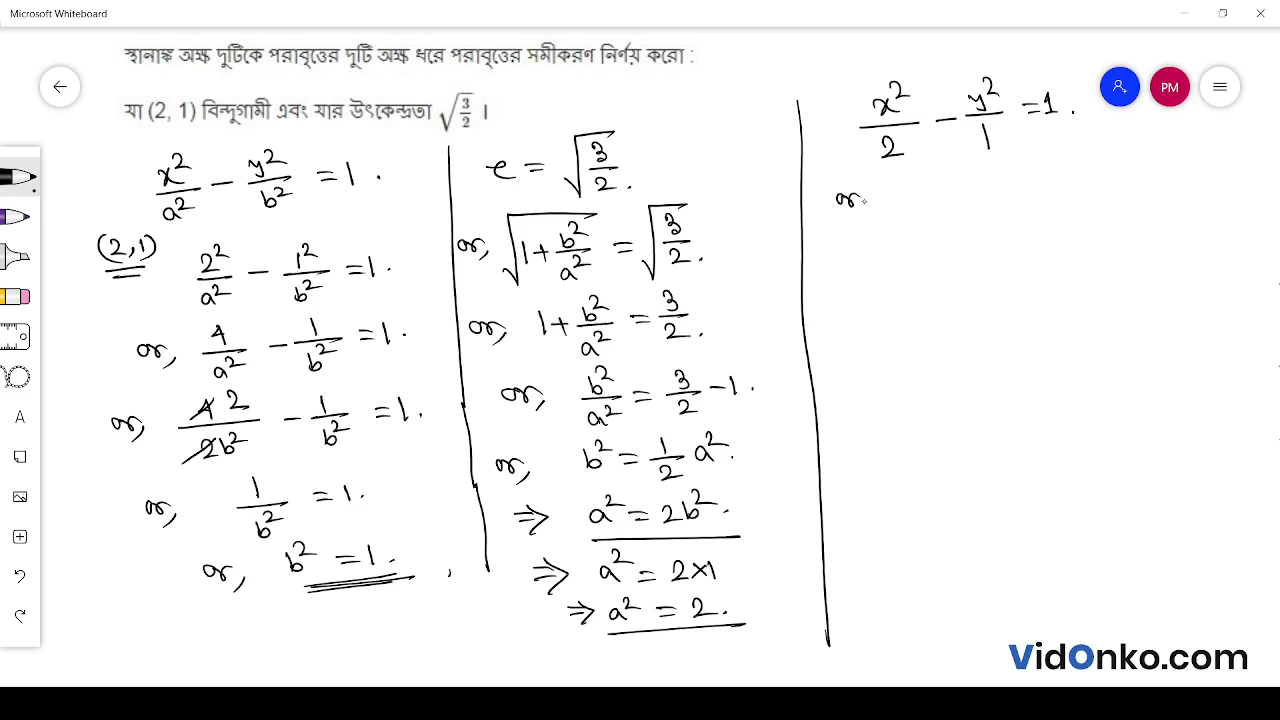 Microsoft Whiteboard
স্থানাঙ্ক অক্ষ দুটিকে পরাবৃত্তের দুটি অক্ষ ধরে পরাবৃত্তের সমীকরণ নির্ণয় করো :
যা (2, 1) বিন্দুগামী এবং যার উৎকেন্দ্রতা √(3/2) ।
PM
x²/a² - y²/b² = 1.
(2,1)
2²/a² - 1²/b² = 1.
or, 4/a² - 1/b² = 1.
or, 4 2/2b² - 1/b² = 1.
or, 1/b² = 1.
or, b² = 1.
e = √(3/2).
or, √(1+b²/a²) = √(3/2).
or, 1+b²/a² = 3/2.
or, b²/a² = 3/2 - 1.
or, b² = 1/2 a².
⇒ a² = 2b².
⇒ a² = 2×1
⇒ a² = 2.
x²/2 - y²/1 = 1.
or
VidOnko.com